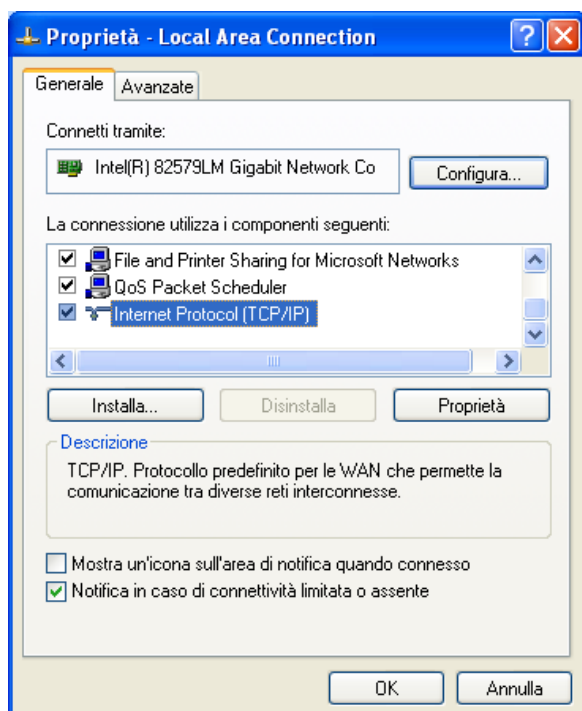 Proprietà - Local Area Connection
Generale
Avanzate
Connetti tramite:
Intel(R) 82579LM Gigabit Network Co
Configura...
La connessione utilizza i componenti seguenti:
File and Printer Sharing for Microsoft Networks
QoS Packet Scheduler
Internet Protocol (TCP/IP)
Installa...
Disinstalla
Proprietà
Descrizione
TCP/IP. Protocollo predefinito per le WAN che permette la
comunicazione tra diverse reti interconnesse.
Mostra un'icona sull'area di notifica quando connesso
Notifica in caso di connettività limitata o assente
OK
Annulla